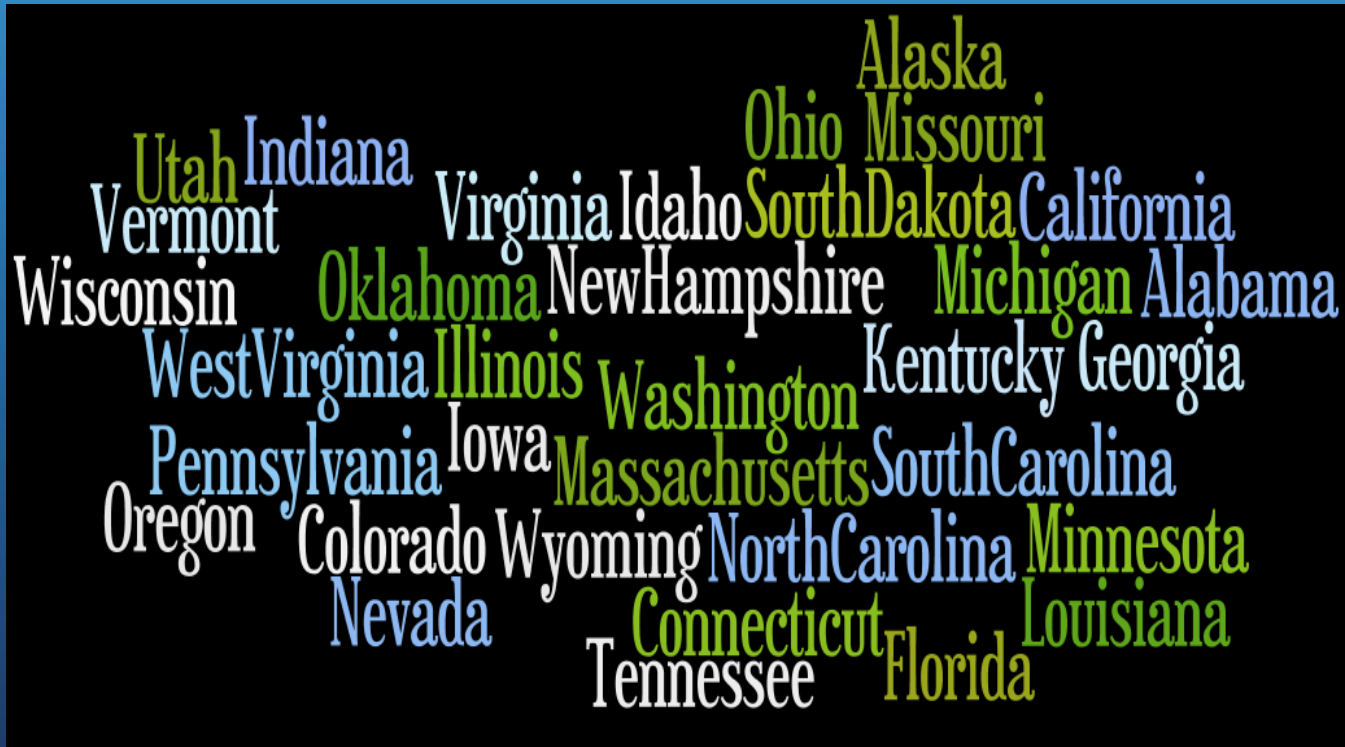 Alaska
Ohio Missouri
Utah Indiana
Vermont Virginia Idaho SouthDakota California
Wisconsin Oklahoma NewHampshire Michigan Alabama
WestVirginia Illinois Washington Kentucky Georgia
Pennsylvania Iowa Massachusetts SouthCarolina
Oregon Colorado Wyoming NorthCarolina Minnesota
Nevada Connecticut Louisiana
Tennessee Florida